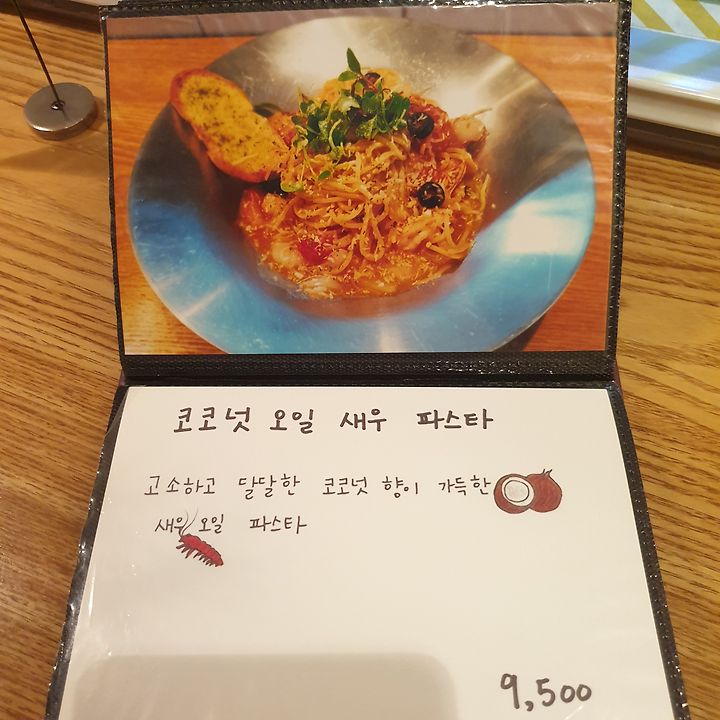 코코넛 오일 새우 파스타
고소하고 달달한 코코넛 향이 가득한
새우 오일 파스타
9,500